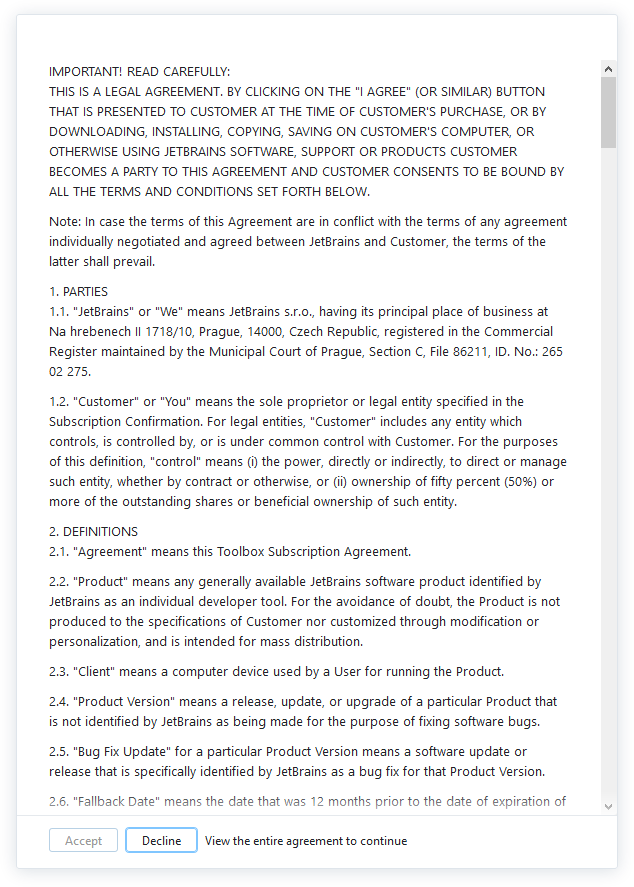 IMPORTANT! READ CAREFULLY:
THIS IS A LEGAL AGREEMENT. BY CLICKING ON THE "I AGREE" (OR SIMILAR) BUTTON
THAT IS PRESENTED TO CUSTOMER AT THE TIME OF CUSTOMER'S PURCHASE, OR BY
DOWNLOADING, INSTALLING, COPYING, SAVING ON CUSTOMER'S COMPUTER, OR
OTHERWISE USING JETBRAINS SOFTWARE, SUPPORT OR PRODUCTS CUSTOMER
BECOMES A PARTY TO THIS AGREEMENT AND CUSTOMER CONSENTS TO BE BOUND BY
ALL THE TERMS AND CONDITIONS SET FORTH BELOW.
Note: In case the terms of this Agreement are in conflict with the terms of any agreement
individually negotiated and agreed between JetBrains and Customer, the terms of the
latter shall prevail.
1. PARTIES
1.1. "JetBrains" or "We" means JetBrains s.r.o., having its principal place of business at
Na hrebenech II 1718/10, Prague, 14000, Czech Republic, registered in the Commercial
Register maintained by the Municipal Court of Prague, Section C, File 86211, ID. No.: 265
02 275.
1.2. "Customer" or "You" means the sole proprietor or legal entity specified in the
Subscription Confirmation. For legal entities, "Customer" includes any entity which
controls, is controlled by, or is under common control with Customer. For the purposes
of this definition, "control" means (i) the power, directly or indirectly, to direct or manage
such entity, whether by contract or otherwise, or (ii) ownership of fifty percent (50%) or
more of the outstanding shares or beneficial ownership of such entity.
2. DEFINITIONS
2.1. "Agreement" means this Toolbox Subscription Agreement.
2.2. "Product" means any generally available JetBrains software product identified by
JetBrains as an individual developer tool. For the avoidance of doubt, the Product is not
produced to the specifications of Customer nor customized through modification or
personalization, and is intended for mass distribution.
2.3. "Client" means a computer device used by a User for running the Product.
2.4. "Product Version" means a release, update, or upgrade of a particular Product that
is not identified by JetBrains as being made for the purpose of fixing software bugs.
2.5. "Bug Fix Update" for a particular Product Version means a software update or
release that is specifically identified by JetBrains as a bug fix for that Product Version.
2.6. "Fallback Date" means the date that was 12 months prior to the date of expiration of
Accept Decline View the entire agreement to continue